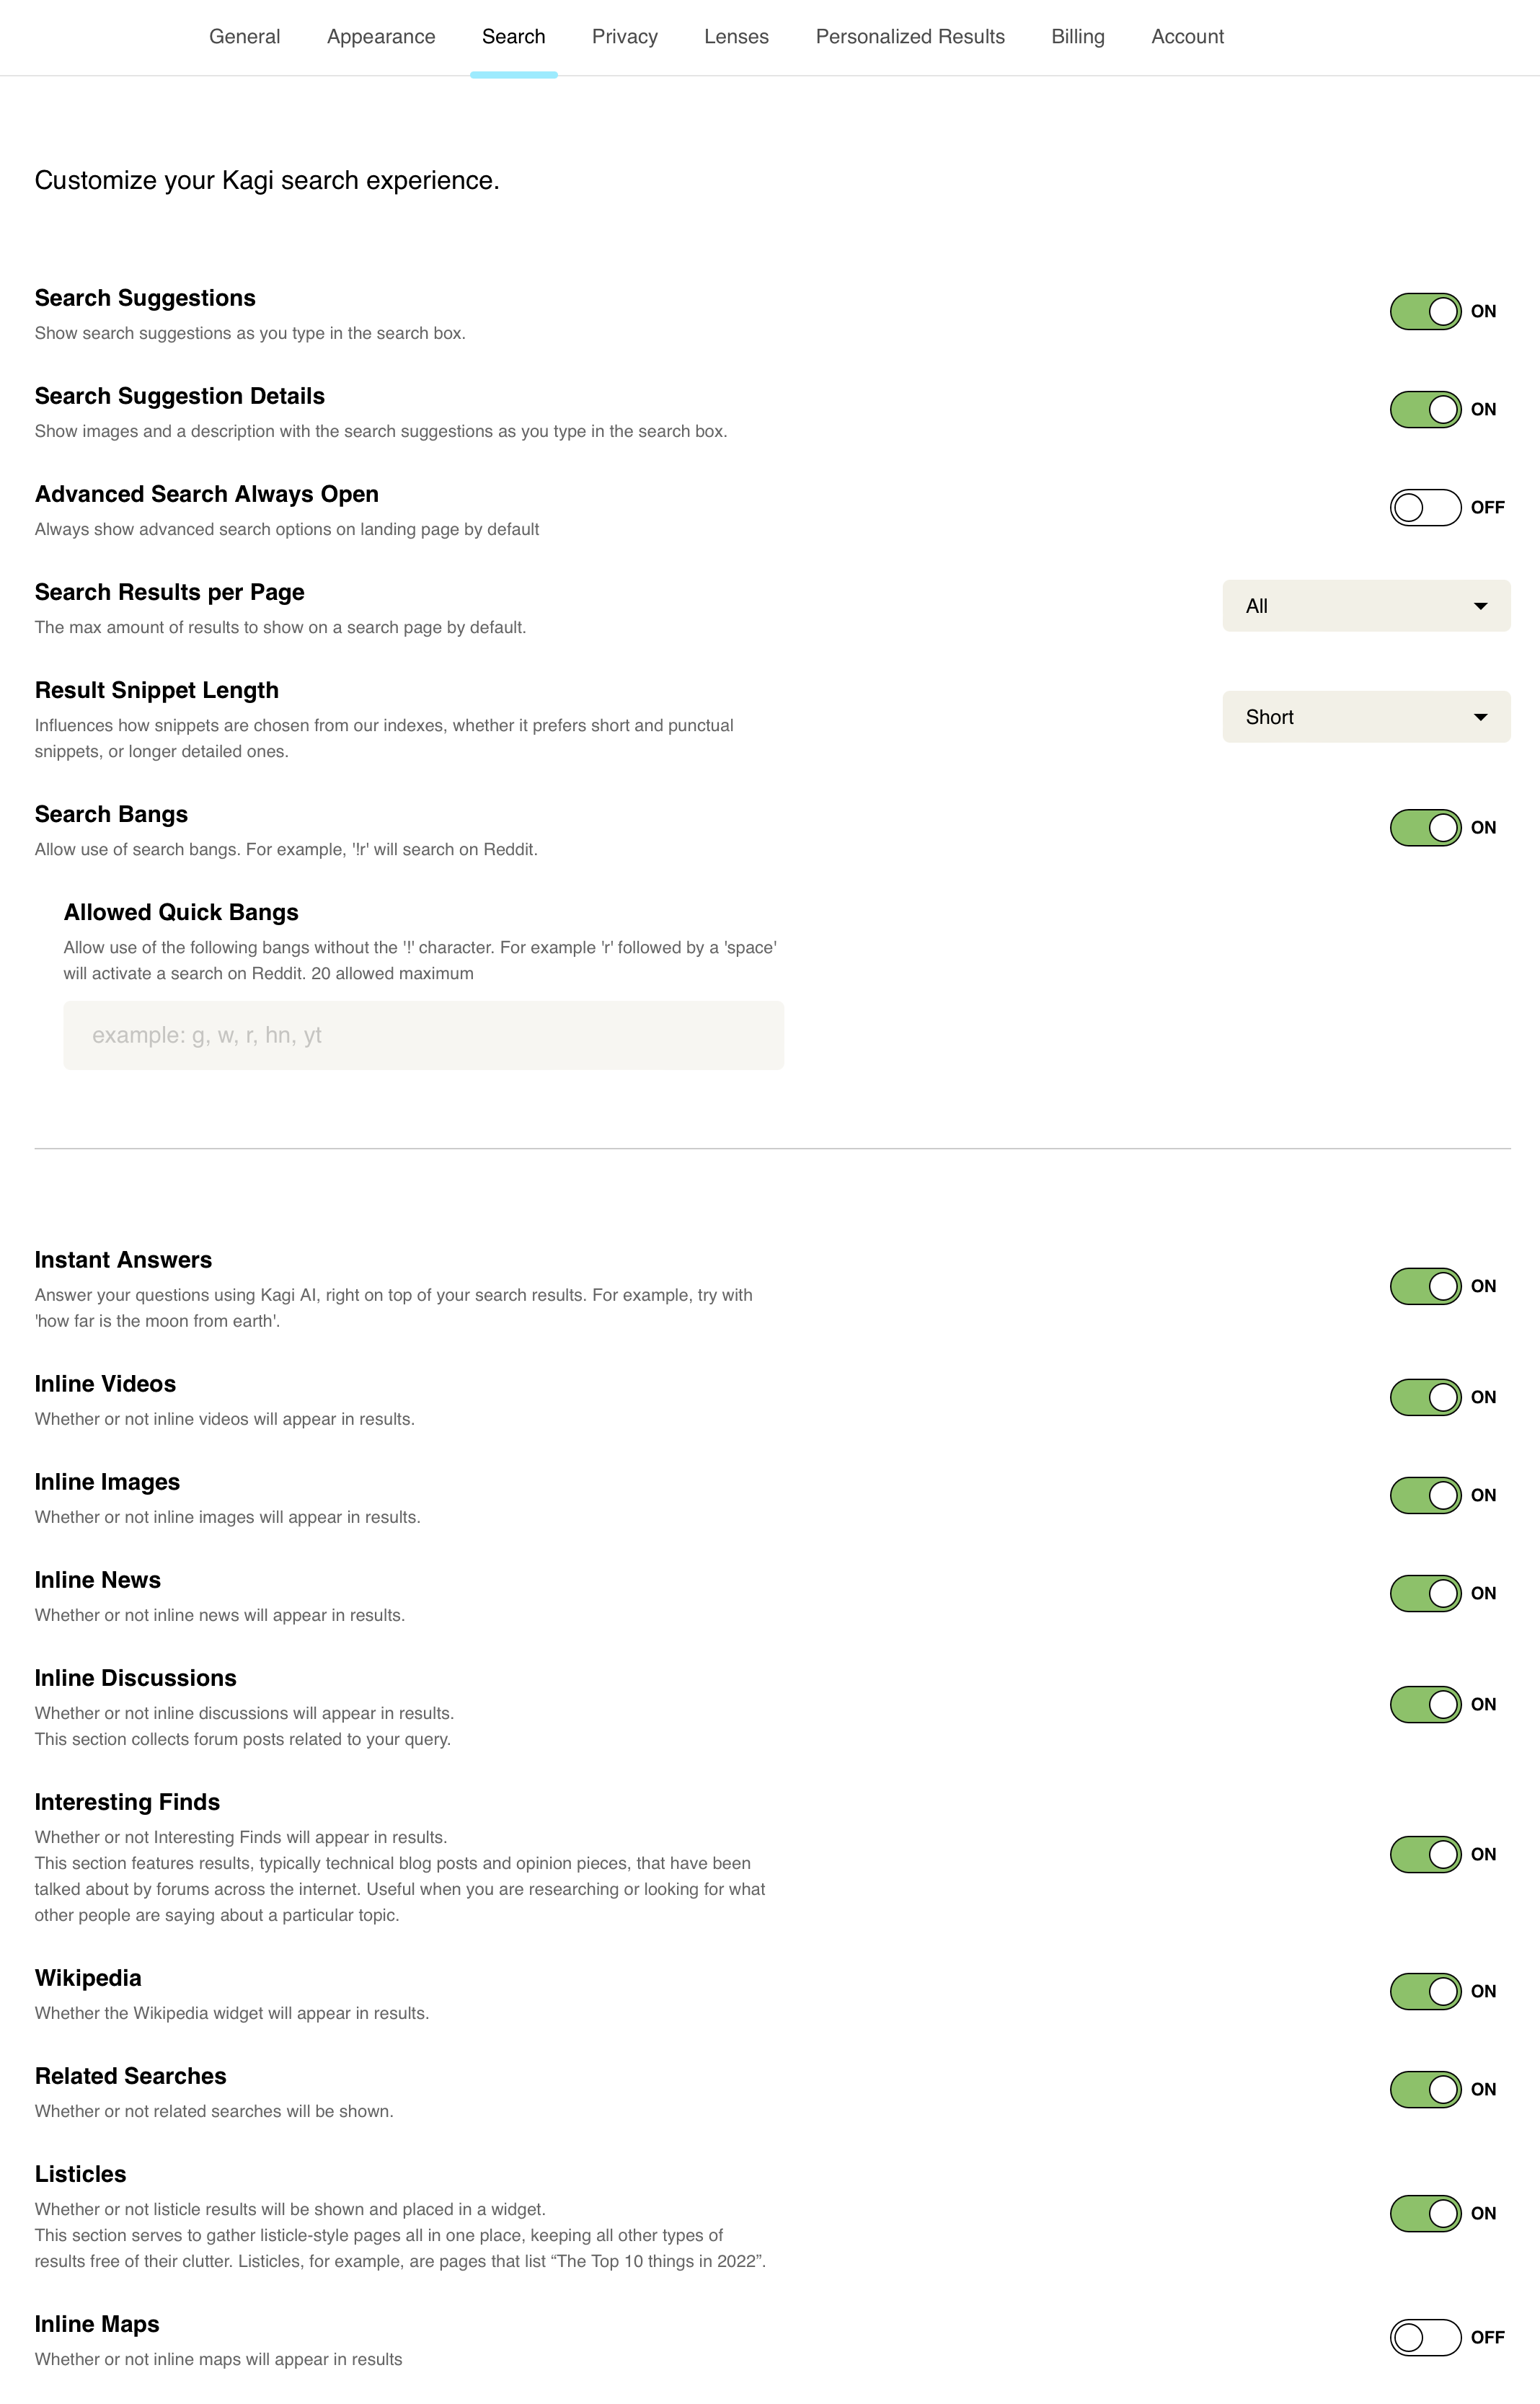 General Appearance Search Privacy Lenses Personalized Results Billing Account
Customize your Kagi search experience.
Search Suggestions
Show search suggestions as you type in the search box.
ON
Search Suggestion Details
Show images and a description with the search suggestions as you type in the search box.
ON
Advanced Search Always Open
Always show advanced search options on landing page by default
OFF
Search Results per Page
The max amount of results to show on a search page by default.
All
Result Snippet Length
Influences how snippets are chosen from our indexes, whether it prefers short and punctual
snippets, or longer detailed ones.
Short
Search Bangs
Allow use of search bangs. For example, '!r' will search on Reddit.
ON
Allowed Quick Bangs
Allow use of the following bangs without the '!' character. For example 'r' followed by a 'space'
will activate a search on Reddit. 20 allowed maximum
example: g, w, r, hn, yt
Instant Answers
Answer your questions using Kagi AI, right on top of your search results. For example, try with
'how far is the moon from earth'.
ON
Inline Videos
Whether or not inline videos will appear in results.
ON
Inline Images
Whether or not inline images will appear in results.
ON
Inline News
Whether or not inline news will appear in results.
ON
Inline Discussions
Whether or not inline discussions will appear in results.
This section collects forum posts related to your query.
ON
Interesting Finds
Whether or not Interesting Finds will appear in results.
This section features results, typically technical blog posts and opinion pieces, that have been
talked about by forums across the internet. Useful when you are researching or looking for what
other people are saying about a particular topic.
ON
Wikipedia
Whether the Wikipedia widget will appear in results.
ON
Related Searches
Whether or not related searches will be shown.
ON
Listicles
Whether or not listicle results will be shown and placed in a widget.
This section serves to gather listicle-style pages all in one place, keeping all other types of
results free of their clutter. Listicles, for example, are pages that list “The Top 10 things in 2022”.
ON
Inline Maps
Whether or not inline maps will appear in results
OFF